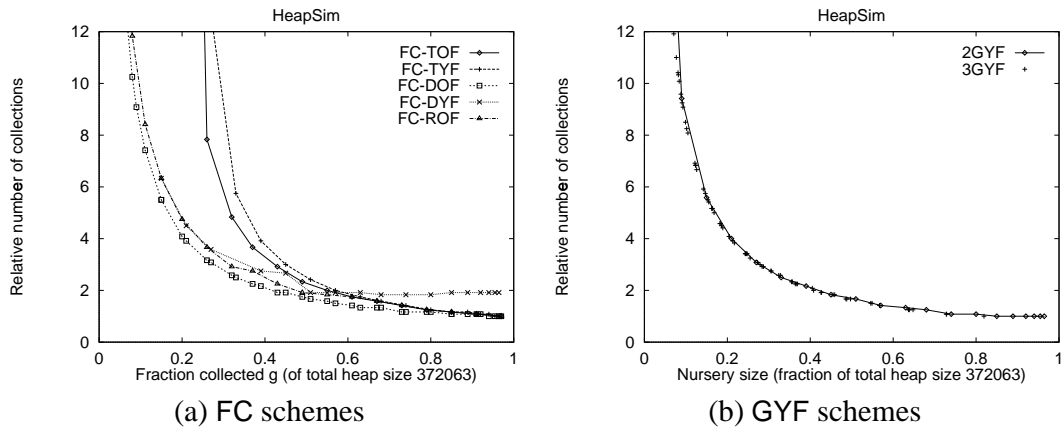 HeapSim
Relative number of collections
12
10
8
6
4
2
0
0
0.2
0.4
0.6
0.8
1
FC-TOF
FC-TYF
FC-DOF
FC-DYF
FC-ROF
Fraction collected g (of total heap size 372063)
(a) FC schemes
HeapSim
Relative number of collections
12
10
8
6
4
2
0
0
0.2
0.4
0.6
0.8
1
2GYF
3GYF
Nursery size (fraction of total heap size 372063)
(b) GYF schemes